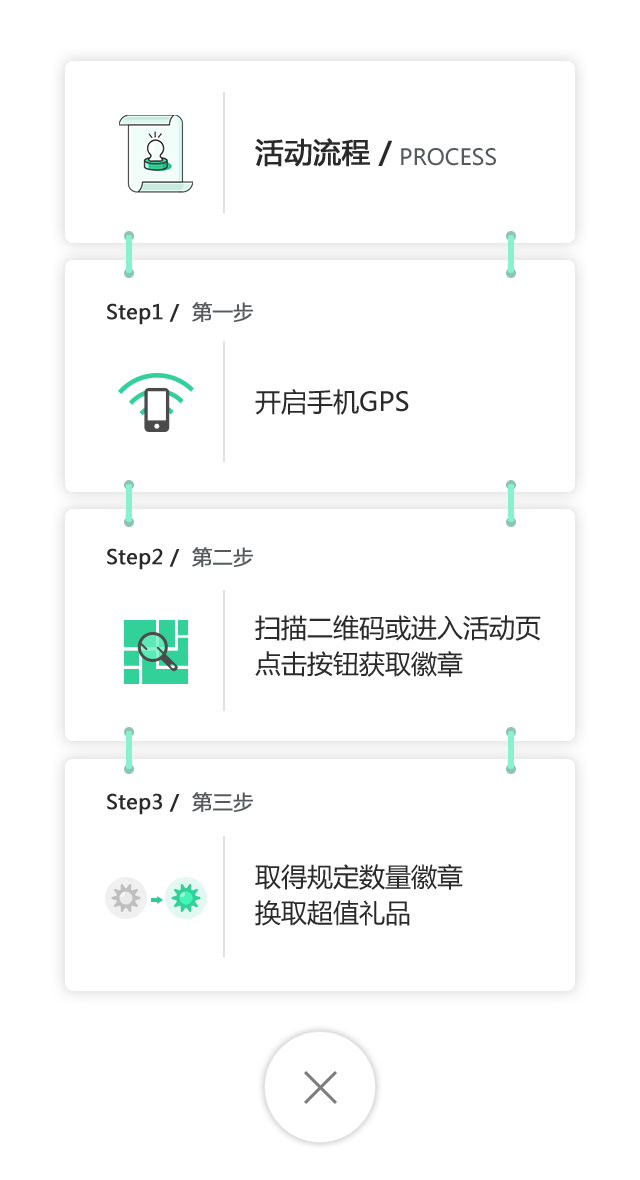 活动流程 / PROCESS
Step1 / 第一步
开启手机GPS
Step2 / 第二步
扫描二维码或进入活动页
点击按钮获取徽章
Step3 / 第三步
取得规定数量徽章
换取超值礼品